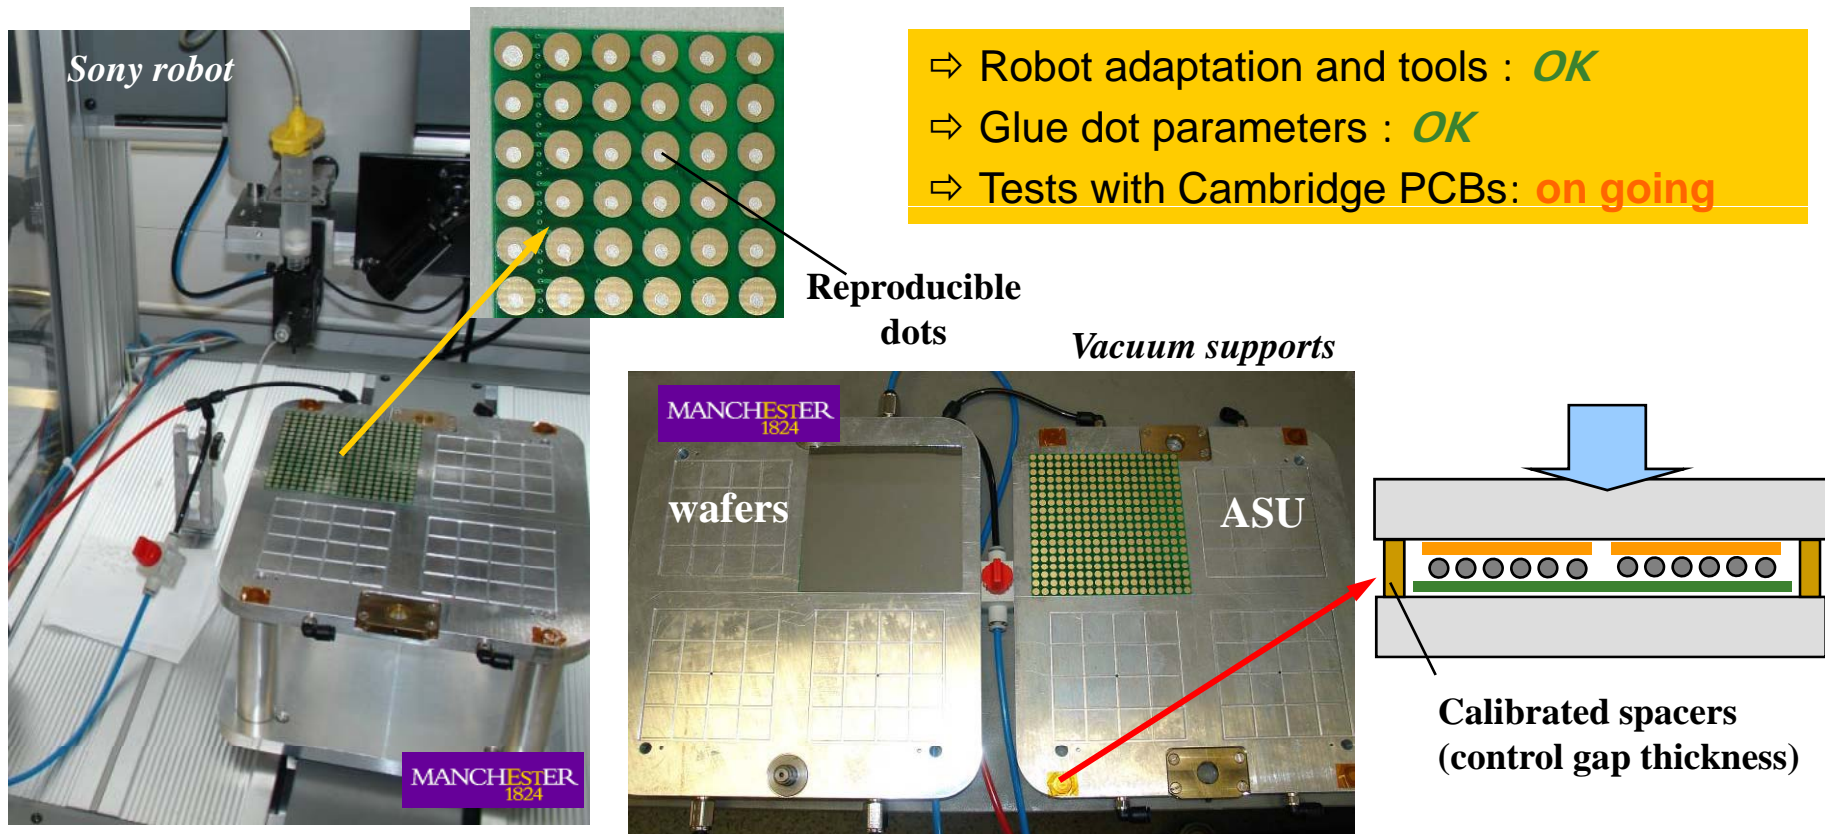 Sony robot
⇨ Robot adaptation and tools : OK
⇨ Glue dot parameters : OK
⇨ Tests with Cambridge PCBs: on going
Reproducible
dots
Vacuum supports
MANCHESTER
1824
wafers
ASU
Calibrated spacers
(control gap thickness)
MANCHESTER
1824